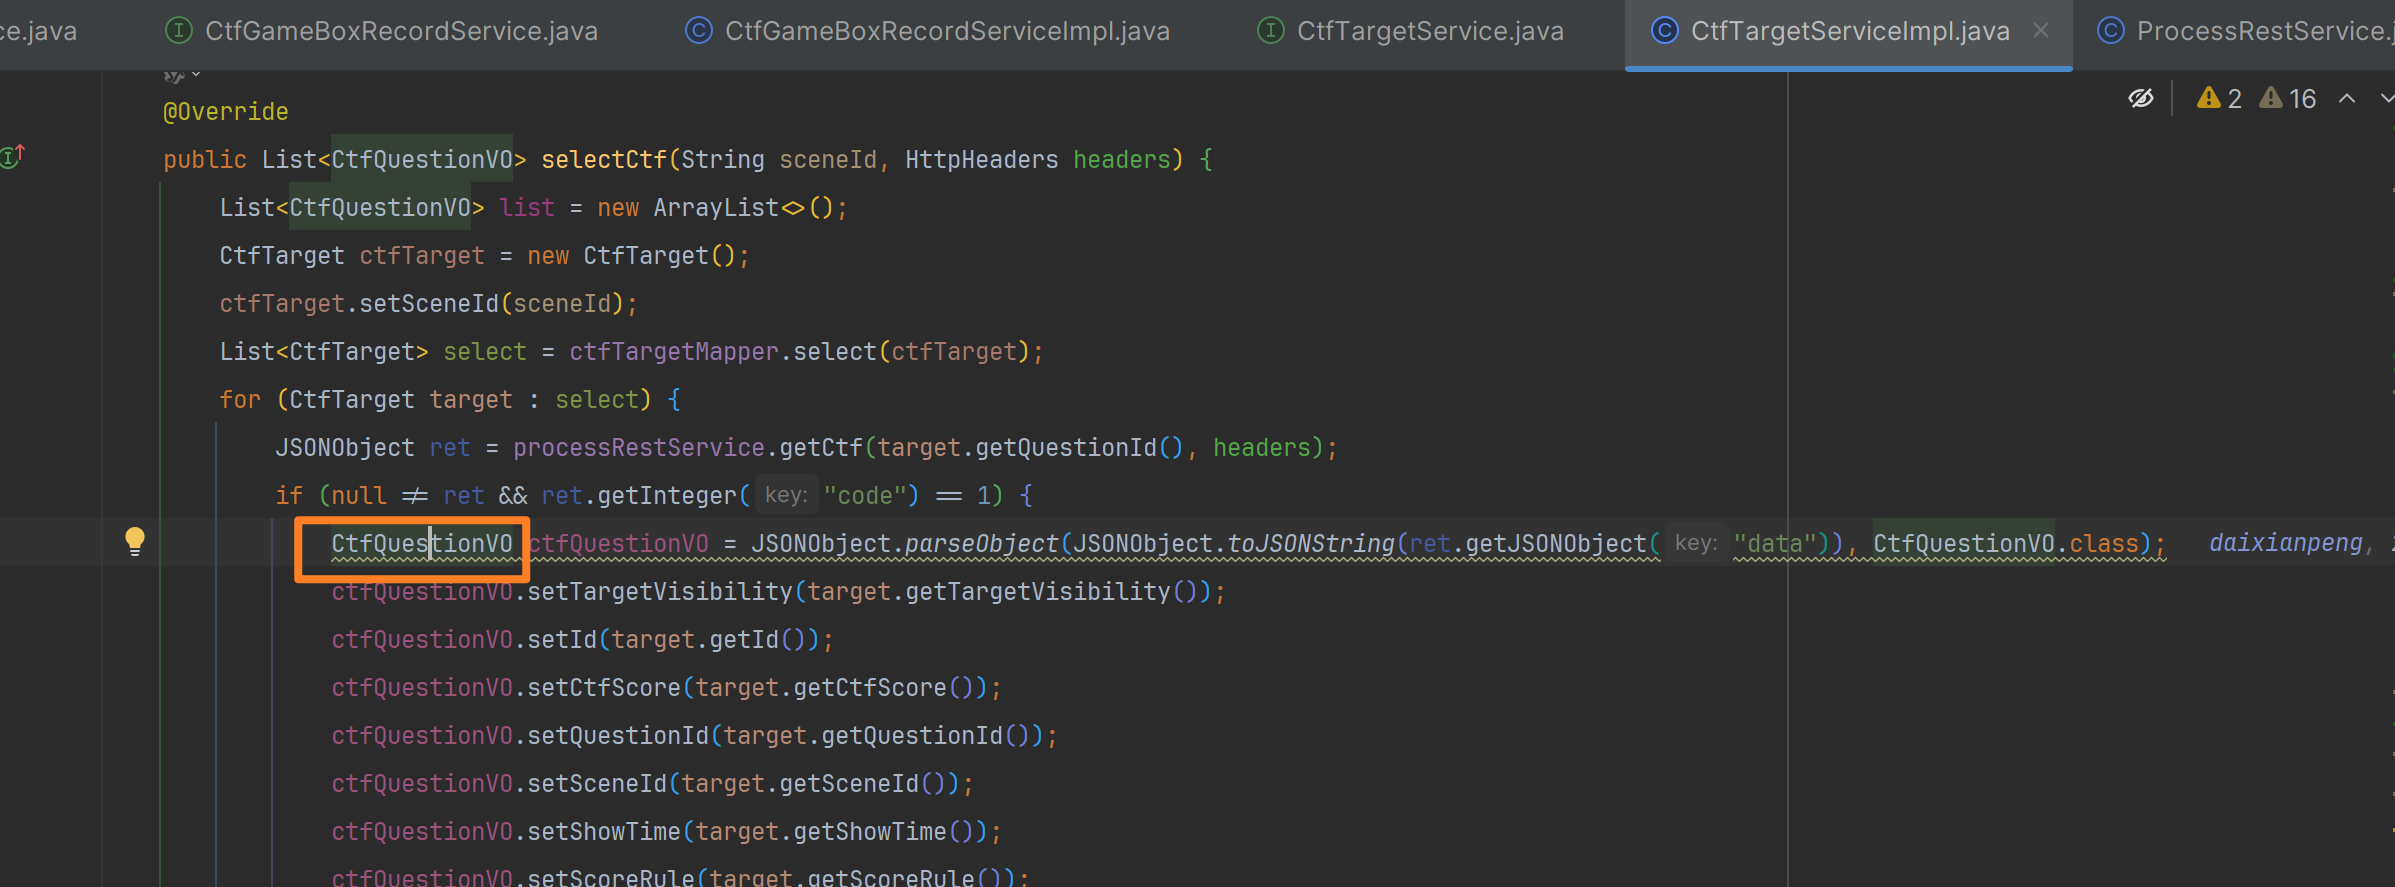 ce.java CtfGameBoxRecordService.java CtfGameBoxRecordServiceImpl.java CtfTargetService.java CtfTargetServiceImpl.java ProcessRestService.
@Override 2 16
public List<CtfQuestionVO> selectCtf(String sceneId, HttpHeaders headers) {
List<CtfQuestionVO> list = new ArrayList<>();
CtfTarget ctfTarget = new CtfTarget();
ctfTarget.setSceneId(sceneId);
List<CtfTarget> select = ctfTargetMapper.select(ctfTarget);
for (CtfTarget target : select) {
JSONObject ret = processRestService.getCtf(target.getQuestionId(), headers);
if (null != ret && ret.getInteger( key: "code") == 1) {
CtfQuestionVO ctfQuestionVO = JSONObject.parseObject(JSONObject.toJSONString(ret.getJSONObject( key: "data")), CtfQuestionVO.class); daixianpeng,
ctfQuestionVO.setTargetVisibility(target.getTargetVisibility());
ctfQuestionVO.setId(target.getId());
ctfQuestionVO.setCtfScore(target.getCtfScore());
ctfQuestionVO.setQuestionId(target.getQuestionId());
ctfQuestionVO.setSceneId(target.getSceneId());
ctfQuestionVO.setShowTime(target.getShowTime());
ctfQuestionVO.setScoreRule(target.getScoreRule());